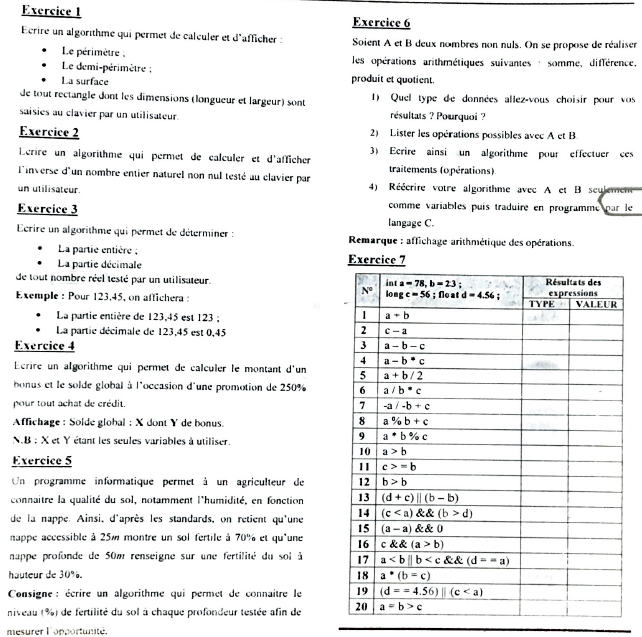 Exercice 1
Ecrire un algorithme qui permet de calculer et d'afficher :
• Le périmètre ;
• Le demi-périmètre ;
• La surface
de tout rectangle dont les dimensions (longueur et largeur) sont
saisies au clavier par un utilisateur.
Exercice 2
Ecrire un algorithme qui permet de calculer et d'afficher
l'inverse d'un nombre entier naturel non nul testé au clavier par
un utilisateur.
Exercice 3
Ecrire un algorithme qui permet de déterminer :
• La partie entière ;
• La partie décimale
de tout nombre réel testé par un utilisateur.
Exemple : Pour 123,45, on affichera :
• La partie entière de 123,45 est 123 ;
• La partie décimale de 123,45 est 0,45
Exercice 4
Ecrire un algorithme qui permet de calculer le montant d'un
bonus et le solde global à l'occasion d'une promotion de 250%
pour tout achat de crédit.
Affichage : Solde global : X dont Y de bonus.
N.B : X et Y étant les seules variables à utiliser.
Exercice 5
Un programme informatique permet à un agriculteur de
connaitre la qualité du sol, notamment l'humidité, en fonction
de la nappe. Ainsi, d'après les standards, on retient qu'une
nappe accessible à 25m montre un sol fertile à 70% et qu'une
nappe profonde de 50m renseigne sur une fertilité du sol à
hauteur de 30%.
Consigne : écrire un algorithme qui permet de connaitre le
niveau (%) de fertilité du sol à chaque profondeur testée afin de
mesurer l'opportunité.
Exercice 6
Soient A et B deux nombres non nuls. On se propose de réaliser
les opérations arithmétiques suivantes : somme, différence,
produit et quotient.
1) Quel type de données allez-vous choisir pour vos
résultats ? Pourquoi ?
2) Lister les opérations possibles avec A et B
3) Ecrire ainsi un algorithme pour effectuer ces
traitements (opérations)
4) Réécrire votre algorithme avec A et B seulement
comme variables puis traduire en programme par le
langage C.
Remarque : affichage arithmétique des opérations.
Exercice 7
N° int a = 78, b = 23 ; Résultats des
long c = 56 ; float d = 4.56 ; expressions
TYPE VALEUR
1 a + b
2 c – a
3 a – b – c
4 a – b * c
5 a + b / 2
6 a / b * c
7 -a / -b + c
8 a % b + c
9 a * b % c
10 a > b
11 c > = b
12 b > b
13 (d + c) || (b – b)
14 (c < a) && (b > d)
15 (a – a) && 0
16 c && (a > b)
17 a < b || b < c && (d = = a)
18 a * (b = c)
19 (d = = 4.56) || (c < a)
20 a = b > c